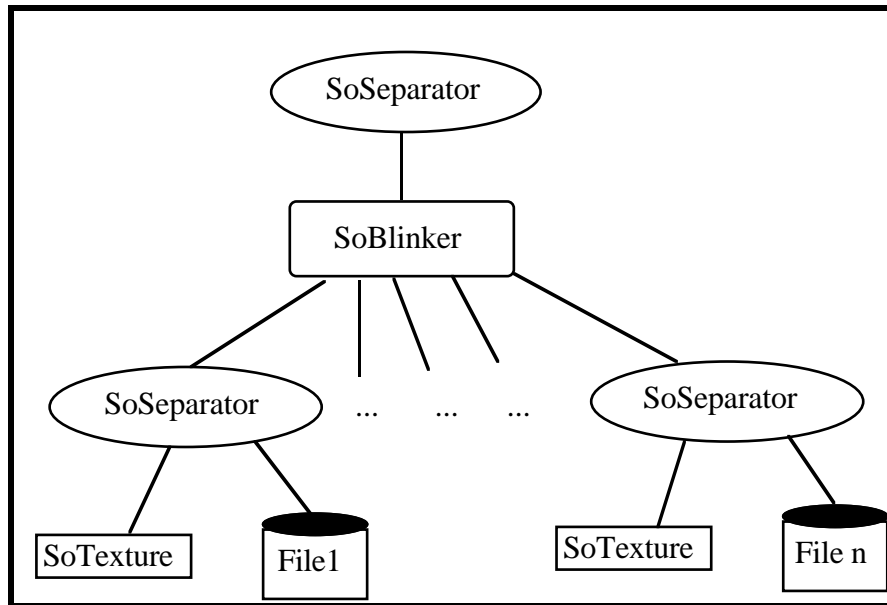 SoSeparator
SoBlinker
SoSeparator
... ... ...
SoSeparator
SoTexture
File1
SoTexture
File n